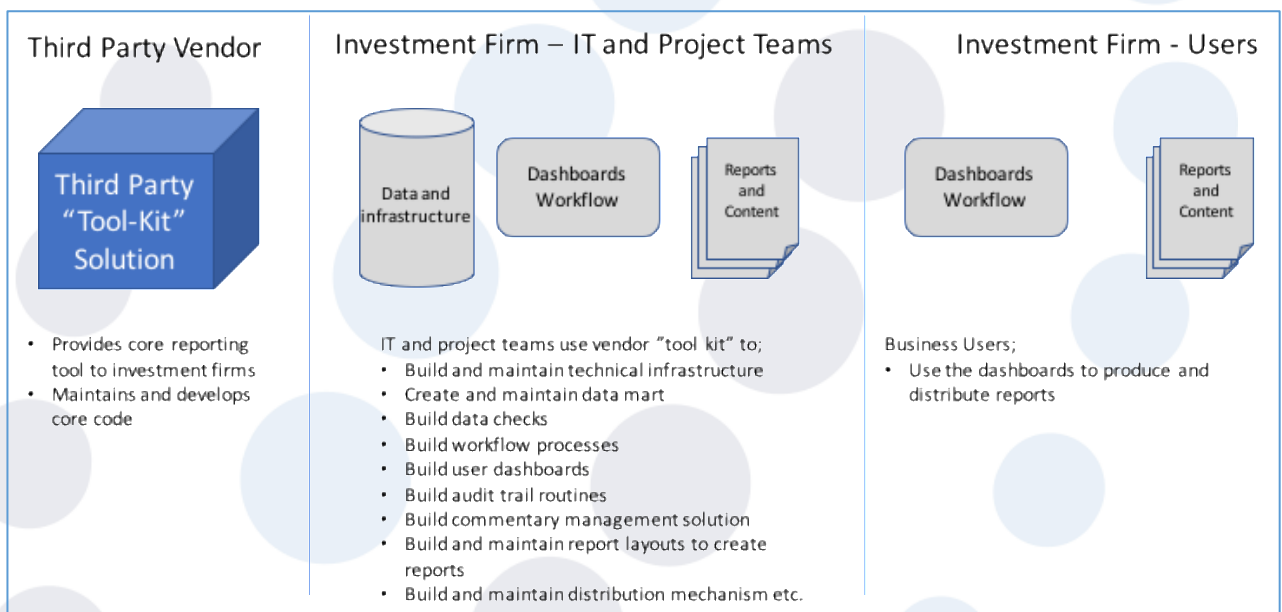 Third Party Vendor
Third Party
“Tool-Kit”
Solution
• Provides core reporting
tool to investment firms
• Maintains and develops
core code
Investment Firm – IT and Project Teams
Data and
infrastructure
Dashboards
Workflow
Reports
and
Content
IT and project teams use vendor “tool kit” to;
• Build and maintain technical infrastructure
• Create and maintain data mart
• Build data checks
• Build workflow processes
• Build user dashboards
• Build audit trail routines
• Build commentary management solution
• Build and maintain report layouts to create
reports
• Build and maintain distribution mechanism etc.
Investment Firm - Users
Dashboards
Workflow
Reports
and
Content
Business Users;
• Use the dashboards to produce and
distribute reports